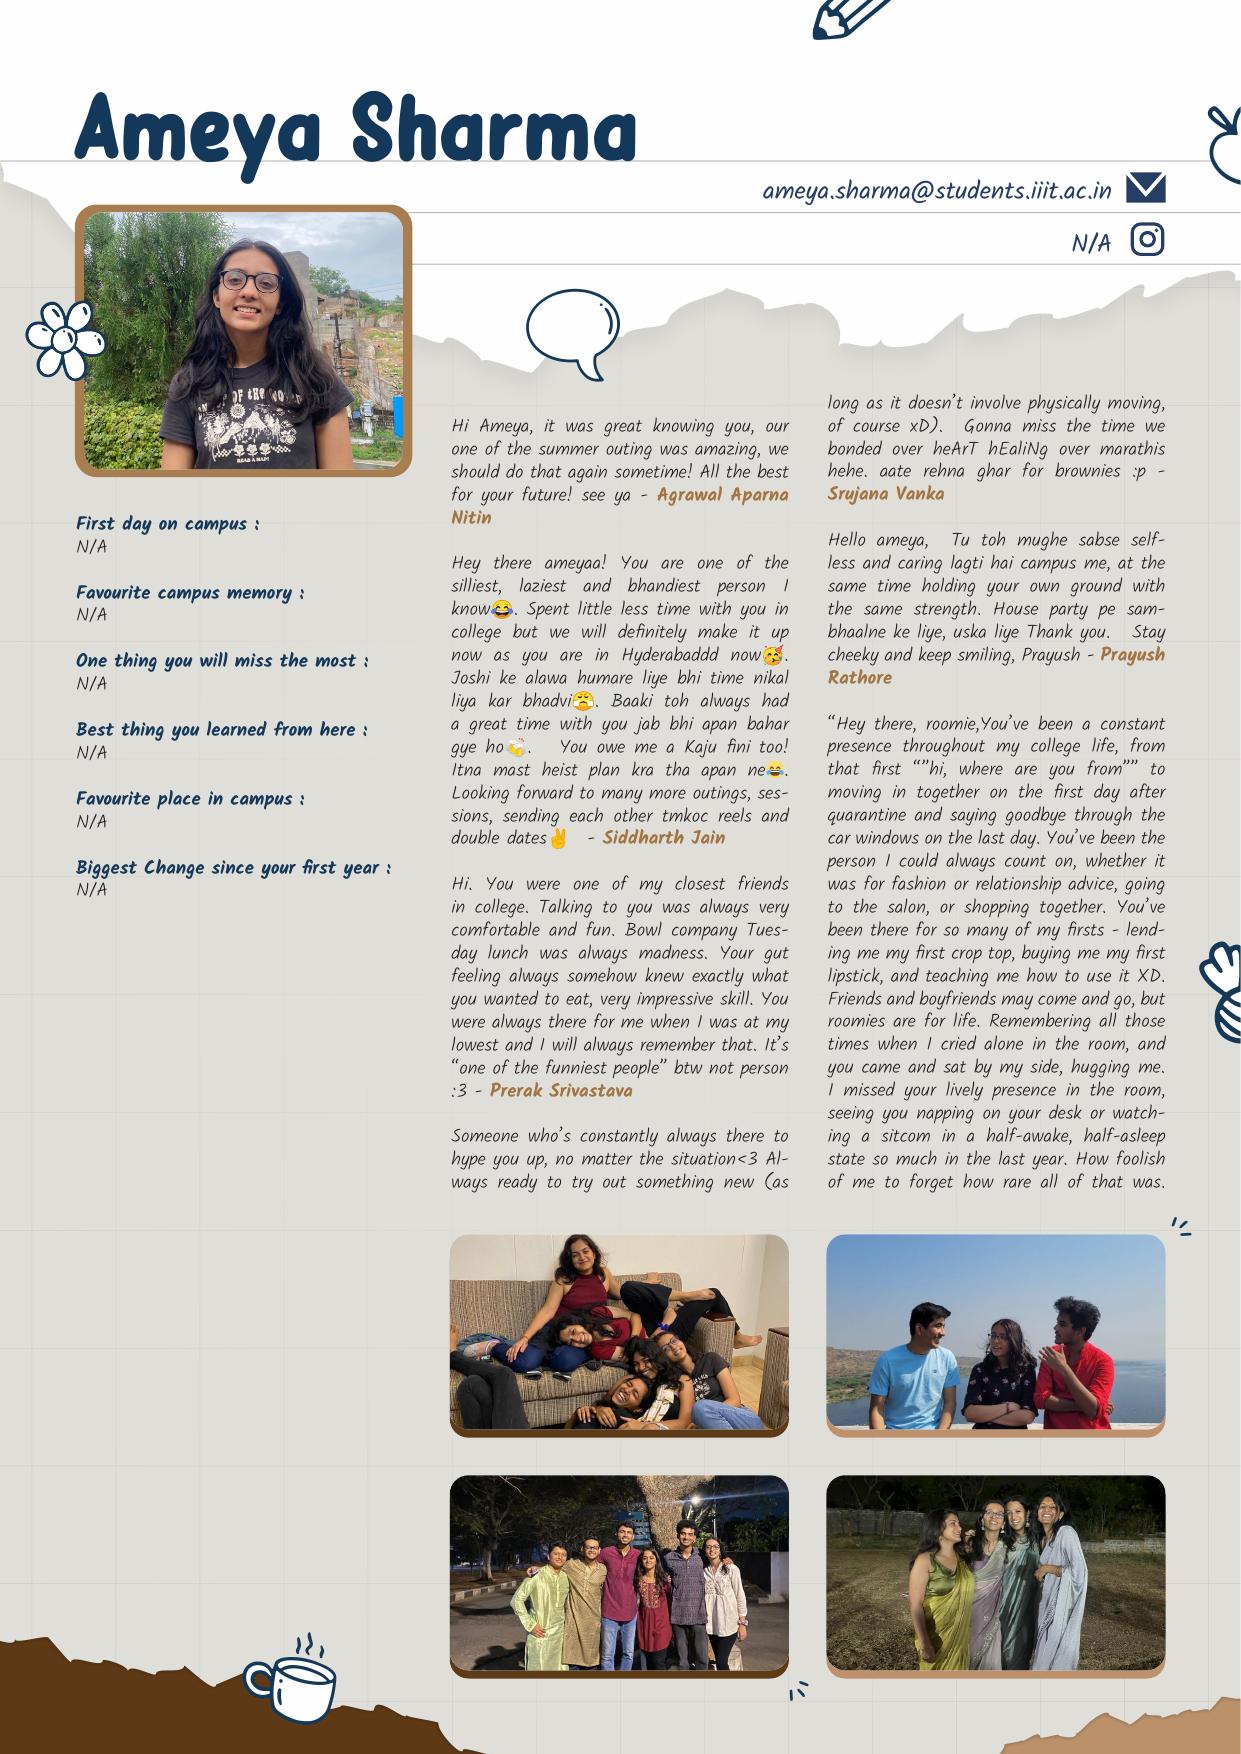 Ameya Sharma
ameya.sharma@students.iiit.ac.in
N/A
First day on campus :
N/A
Favourite campus memory :
N/A
One thing you will miss the most :
N/A
Best thing you learned from here :
N/A
Favourite place in campus :
N/A
Biggest Change since your first year :
N/A
Hi Ameya, it was great knowing you, our
one of the summer outing was amazing, we
should do that again sometime! All the best
for your future! see ya - Agrawal Aparna
Nitin
Hey there ameyaa! You are one of the
silliest, laziest and bhandiest person I
know😂. Spent little less time with you in
college but we will definitely make it up
now as you are in Hyderabaddd now🥳.
Joshi ke alawa humare liye bhi time nikal
liya kar bhadvi😤. Baaki toh always had
a great time with you jab bhi apan bahar
gye ho🍻. You owe me a Kaju fini too!
Itna mast heist plan kra tha apan ne😂.
Looking forward to many more outings, ses-
sions, sending each other tmkoc reels and
double dates✌️ - Siddharth Jain
Hi. You were one of my closest friends
in college. Talking to you was always very
comfortable and fun. Bowl company Tues-
day lunch was always madness. Your gut
feeling always somehow knew exactly what
you wanted to eat, very impressive skill. You
were always there for me when I was at my
lowest and I will always remember that. It's
"one of the funniest people" btw not person
:3 - Prerak Srivastava
Someone who's constantly always there to
hype you up, no matter the situation<3 Al-
ways ready to try out something new (as
long as it doesn't involve physically moving,
of course xD). Gonna miss the time we
bonded over heArT hEaliNg over marathis
hehe. aate rehna ghar for brownies :p -
Srujana Vanka
Hello ameya, Tu toh mughe sabse self-
less and caring lagti hai campus me, at the
same time holding your own ground with
the same strength. House party pe sam-
bhaalne ke liye, uska liye Thank you. Stay
cheeky and keep smiling, Prayush - Prayush
Rathore
"Hey there, roomie,You've been a constant
presence throughout my college life, from
that first ""hi, where are you from"" to
moving in together on the first day after
quarantine and saying goodbye through the
car windows on the last day. You've been the
person I could always count on, whether it
was for fashion or relationship advice, going
to the salon, or shopping together. You've
been there for so many of my firsts - lend-
ing me my first crop top, buying me my first
lipstick, and teaching me how to use it XD.
Friends and boyfriends may come and go, but
roomies are for life. Remembering all those
times when I cried alone in the room, and
you came and sat by my side, hugging me.
I missed your lively presence in the room,
seeing you napping on your desk or watch-
ing a sitcom in a half-awake, half-asleep
state so much in the last year. How foolish
of me to forget how rare all of that was.